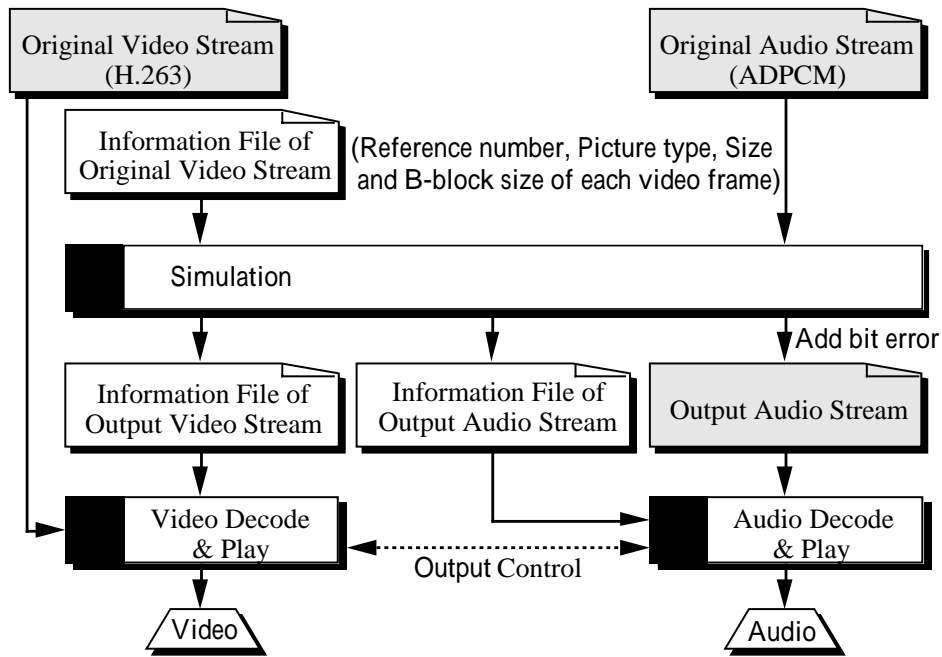 Original Video Stream
(H.263)
Original Audio Stream
(ADPCM)
Information File of
Original Video Stream
(Reference number, Picture type, Size
and B-block size of each video frame)
Simulation
Add bit error
Information File of
Output Video Stream
Information File of
Output Audio Stream
Output Audio Stream
Video Decode
& Play
Output Control
Audio Decode
& Play
Video
Audio